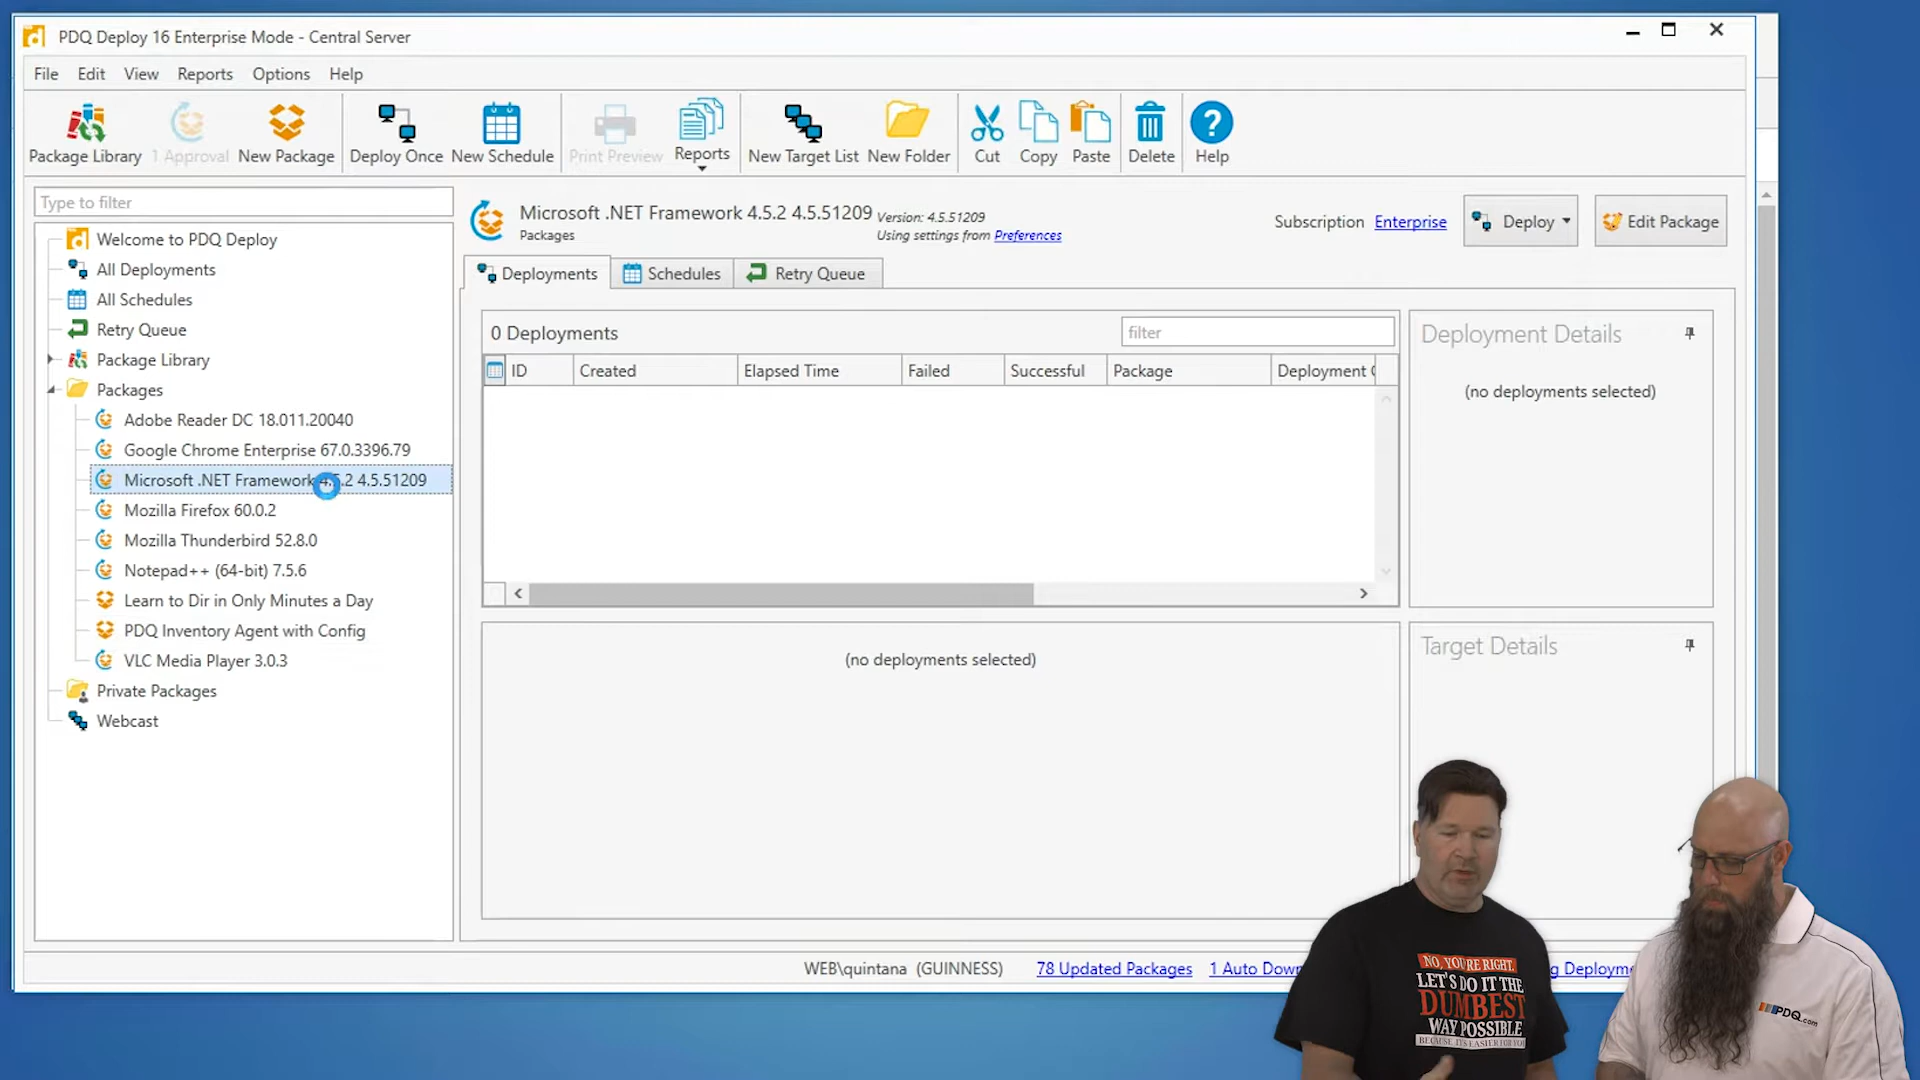 PDQ Deploy 16 Enterprise Mode - Central Server
File Edit View Reports Options Help
Package Library 1 Approval New Package Deploy Once New Schedule Print Preview Reports New Target List New Folder Cut Copy Paste Delete Help
Type to filter
Welcome to PDQ Deploy
All Deployments
All Schedules
Retry Queue
Package Library
Packages
Adobe Reader DC 18.011.20040
Google Chrome Enterprise 67.0.3396.79
Microsoft .NET Framework 4.5.2 4.5.51209
Mozilla Firefox 60.0.2
Mozilla Thunderbird 52.8.0
Notepad++ (64-bit) 7.5.6
Learn to Dir in Only Minutes a Day
PDQ Inventory Agent with Config
VLC Media Player 3.0.3
Private Packages
Webcast
Microsoft .NET Framework 4.5.2 4.5.51209 Version: 4.5.51209
Packages Using settings from Preferences
Subscription Enterprise Deploy Edit Package
Deployments Schedules Retry Queue
0 Deployments filter
ID Created Elapsed Time Failed Successful Package Deployment
(no deployments selected)
Deployment Details
(no deployments selected)
Target Details
WEB\quintana (GUINNESS) 78 Updated Packages 1 Auto Down g Deployme
NO, YOU'RE RIGHT.
LET'S DO IT THE
DUMBEST
WAY POSSIBLE
BECAUSE IT'S EASIER FOR YOU
PDQ.com